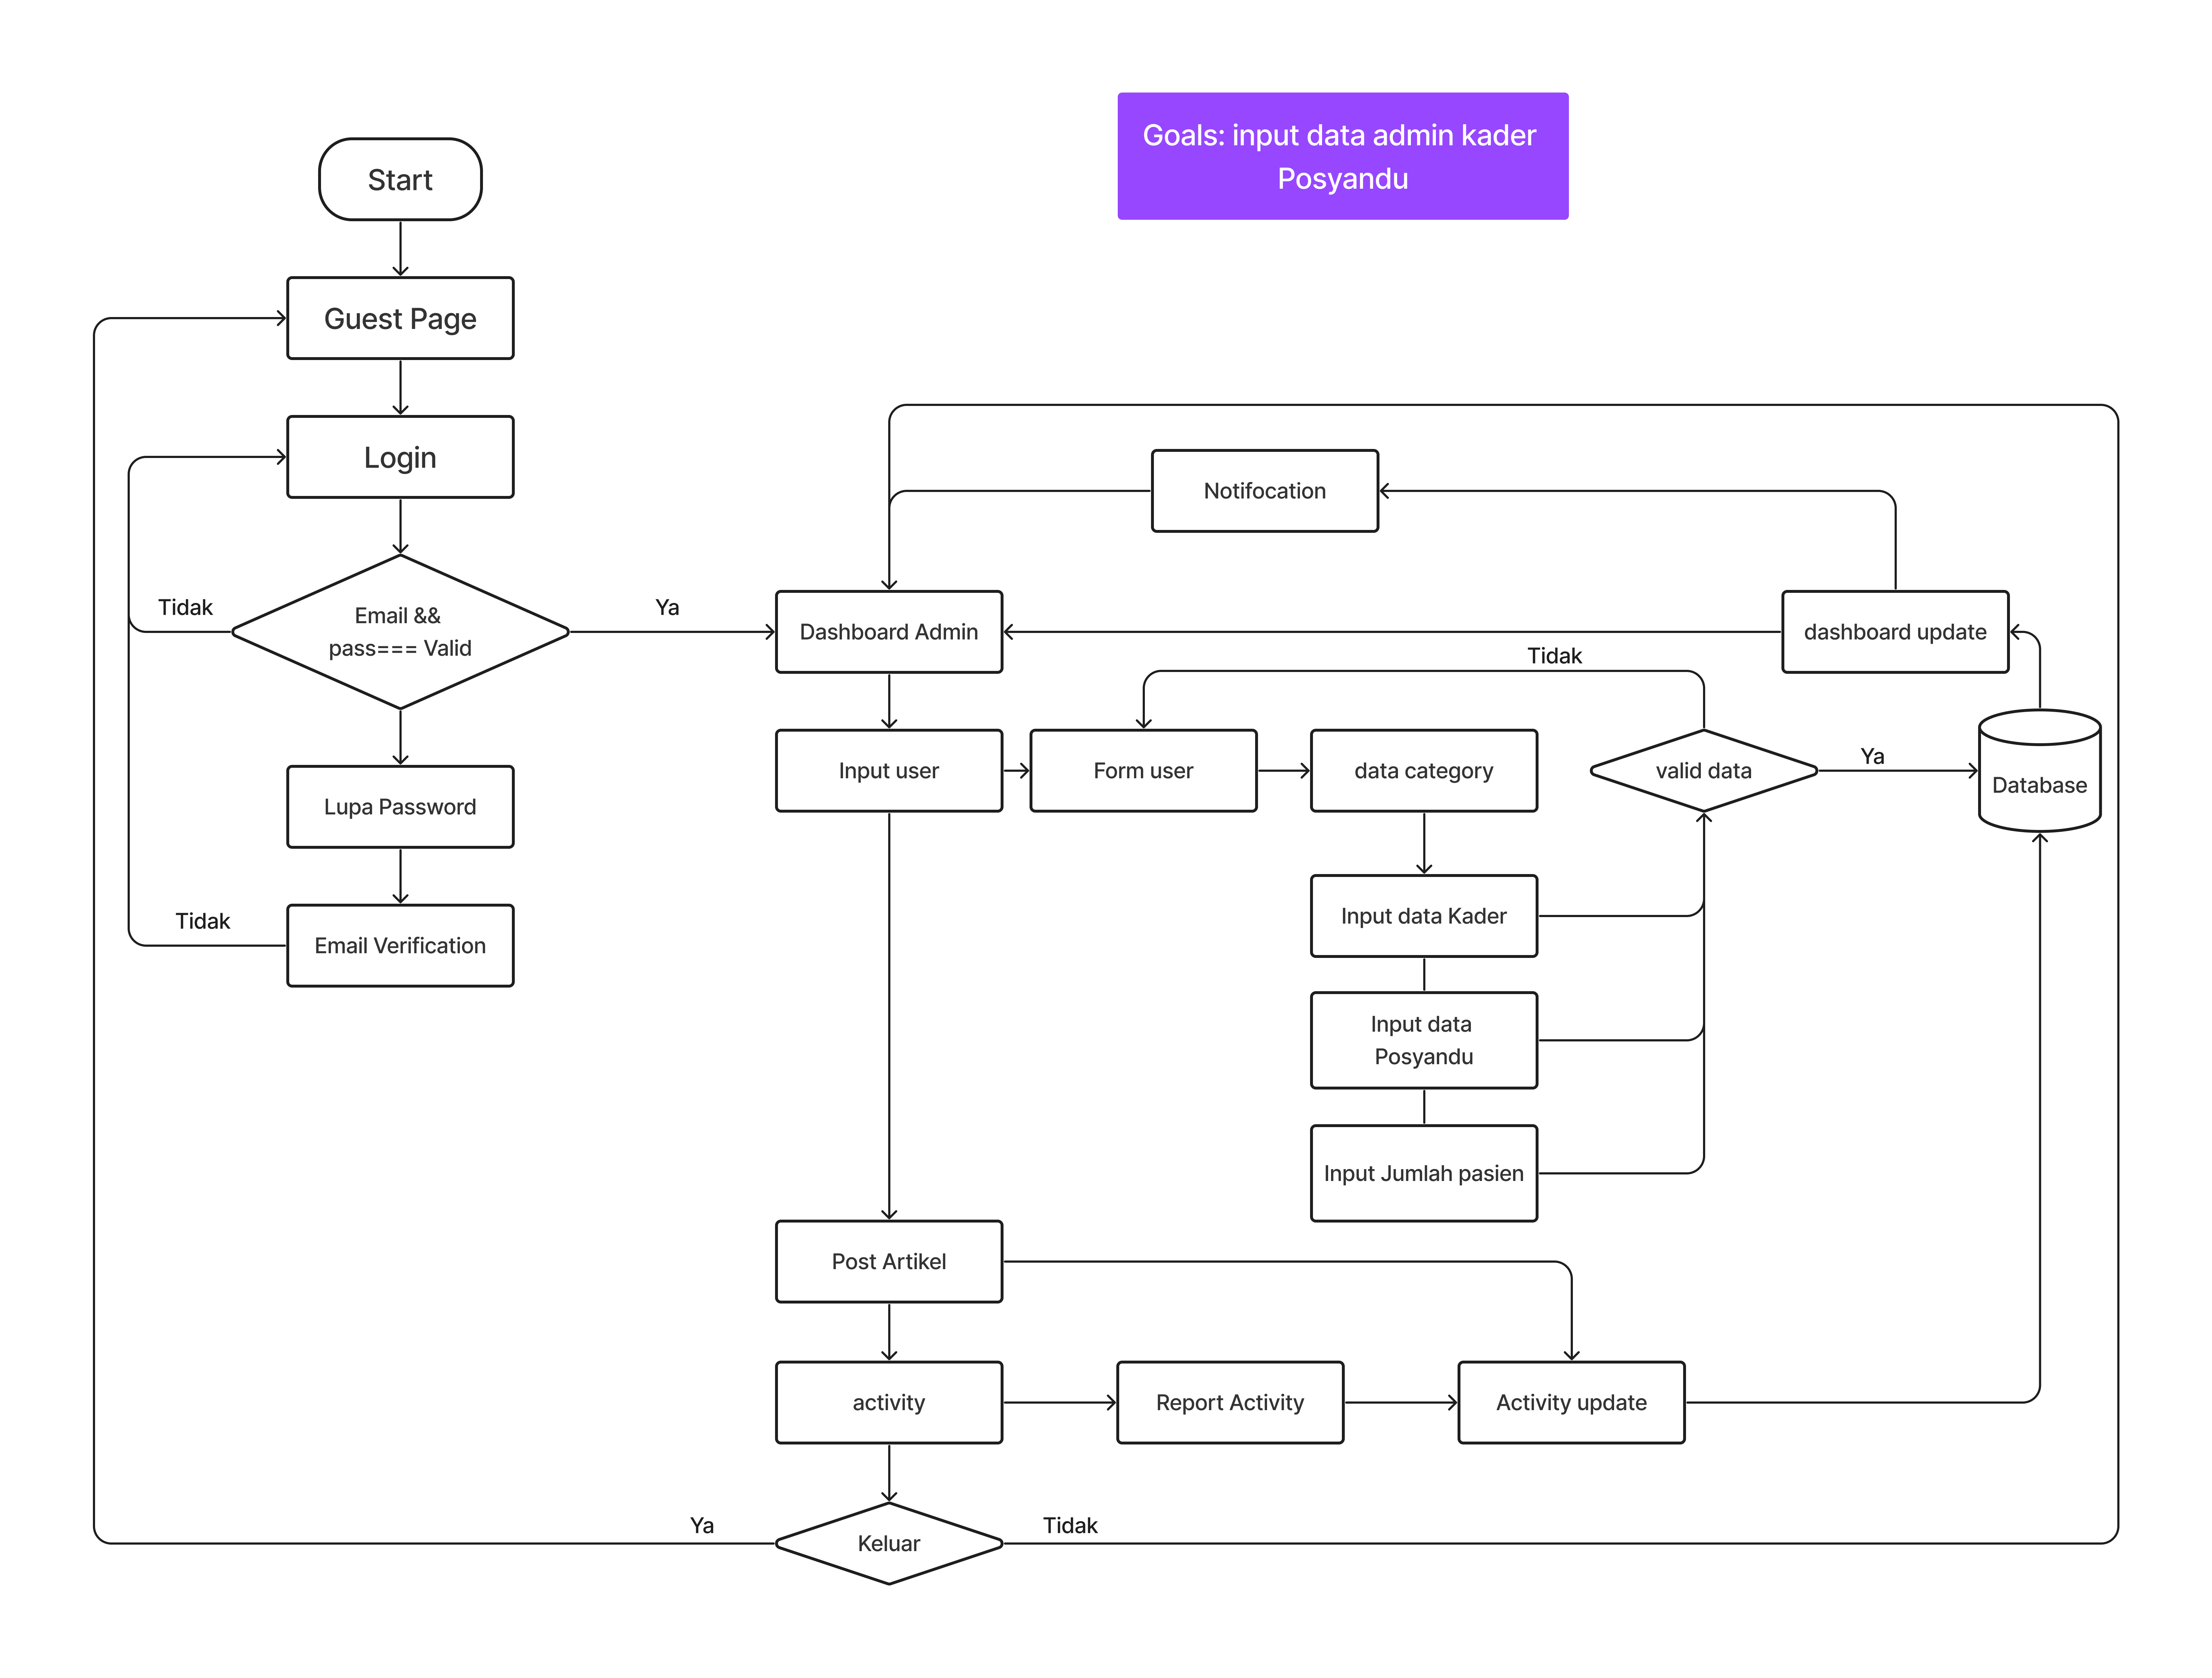 Goals: input data admin kader
Posyandu
Start
Guest Page
Login
Tidak
Email &&
pass=== Valid
Ya
Lupa Password
Tidak
Email Verification
Notifocation
Dashboard Admin
dashboard update
Tidak
Input user
Form user
data category
valid data
Ya
Database
Input data Kader
Input data
Posyandu
Input Jumlah pasien
Post Artikel
activity
Report Activity
Activity update
Ya
Keluar
Tidak